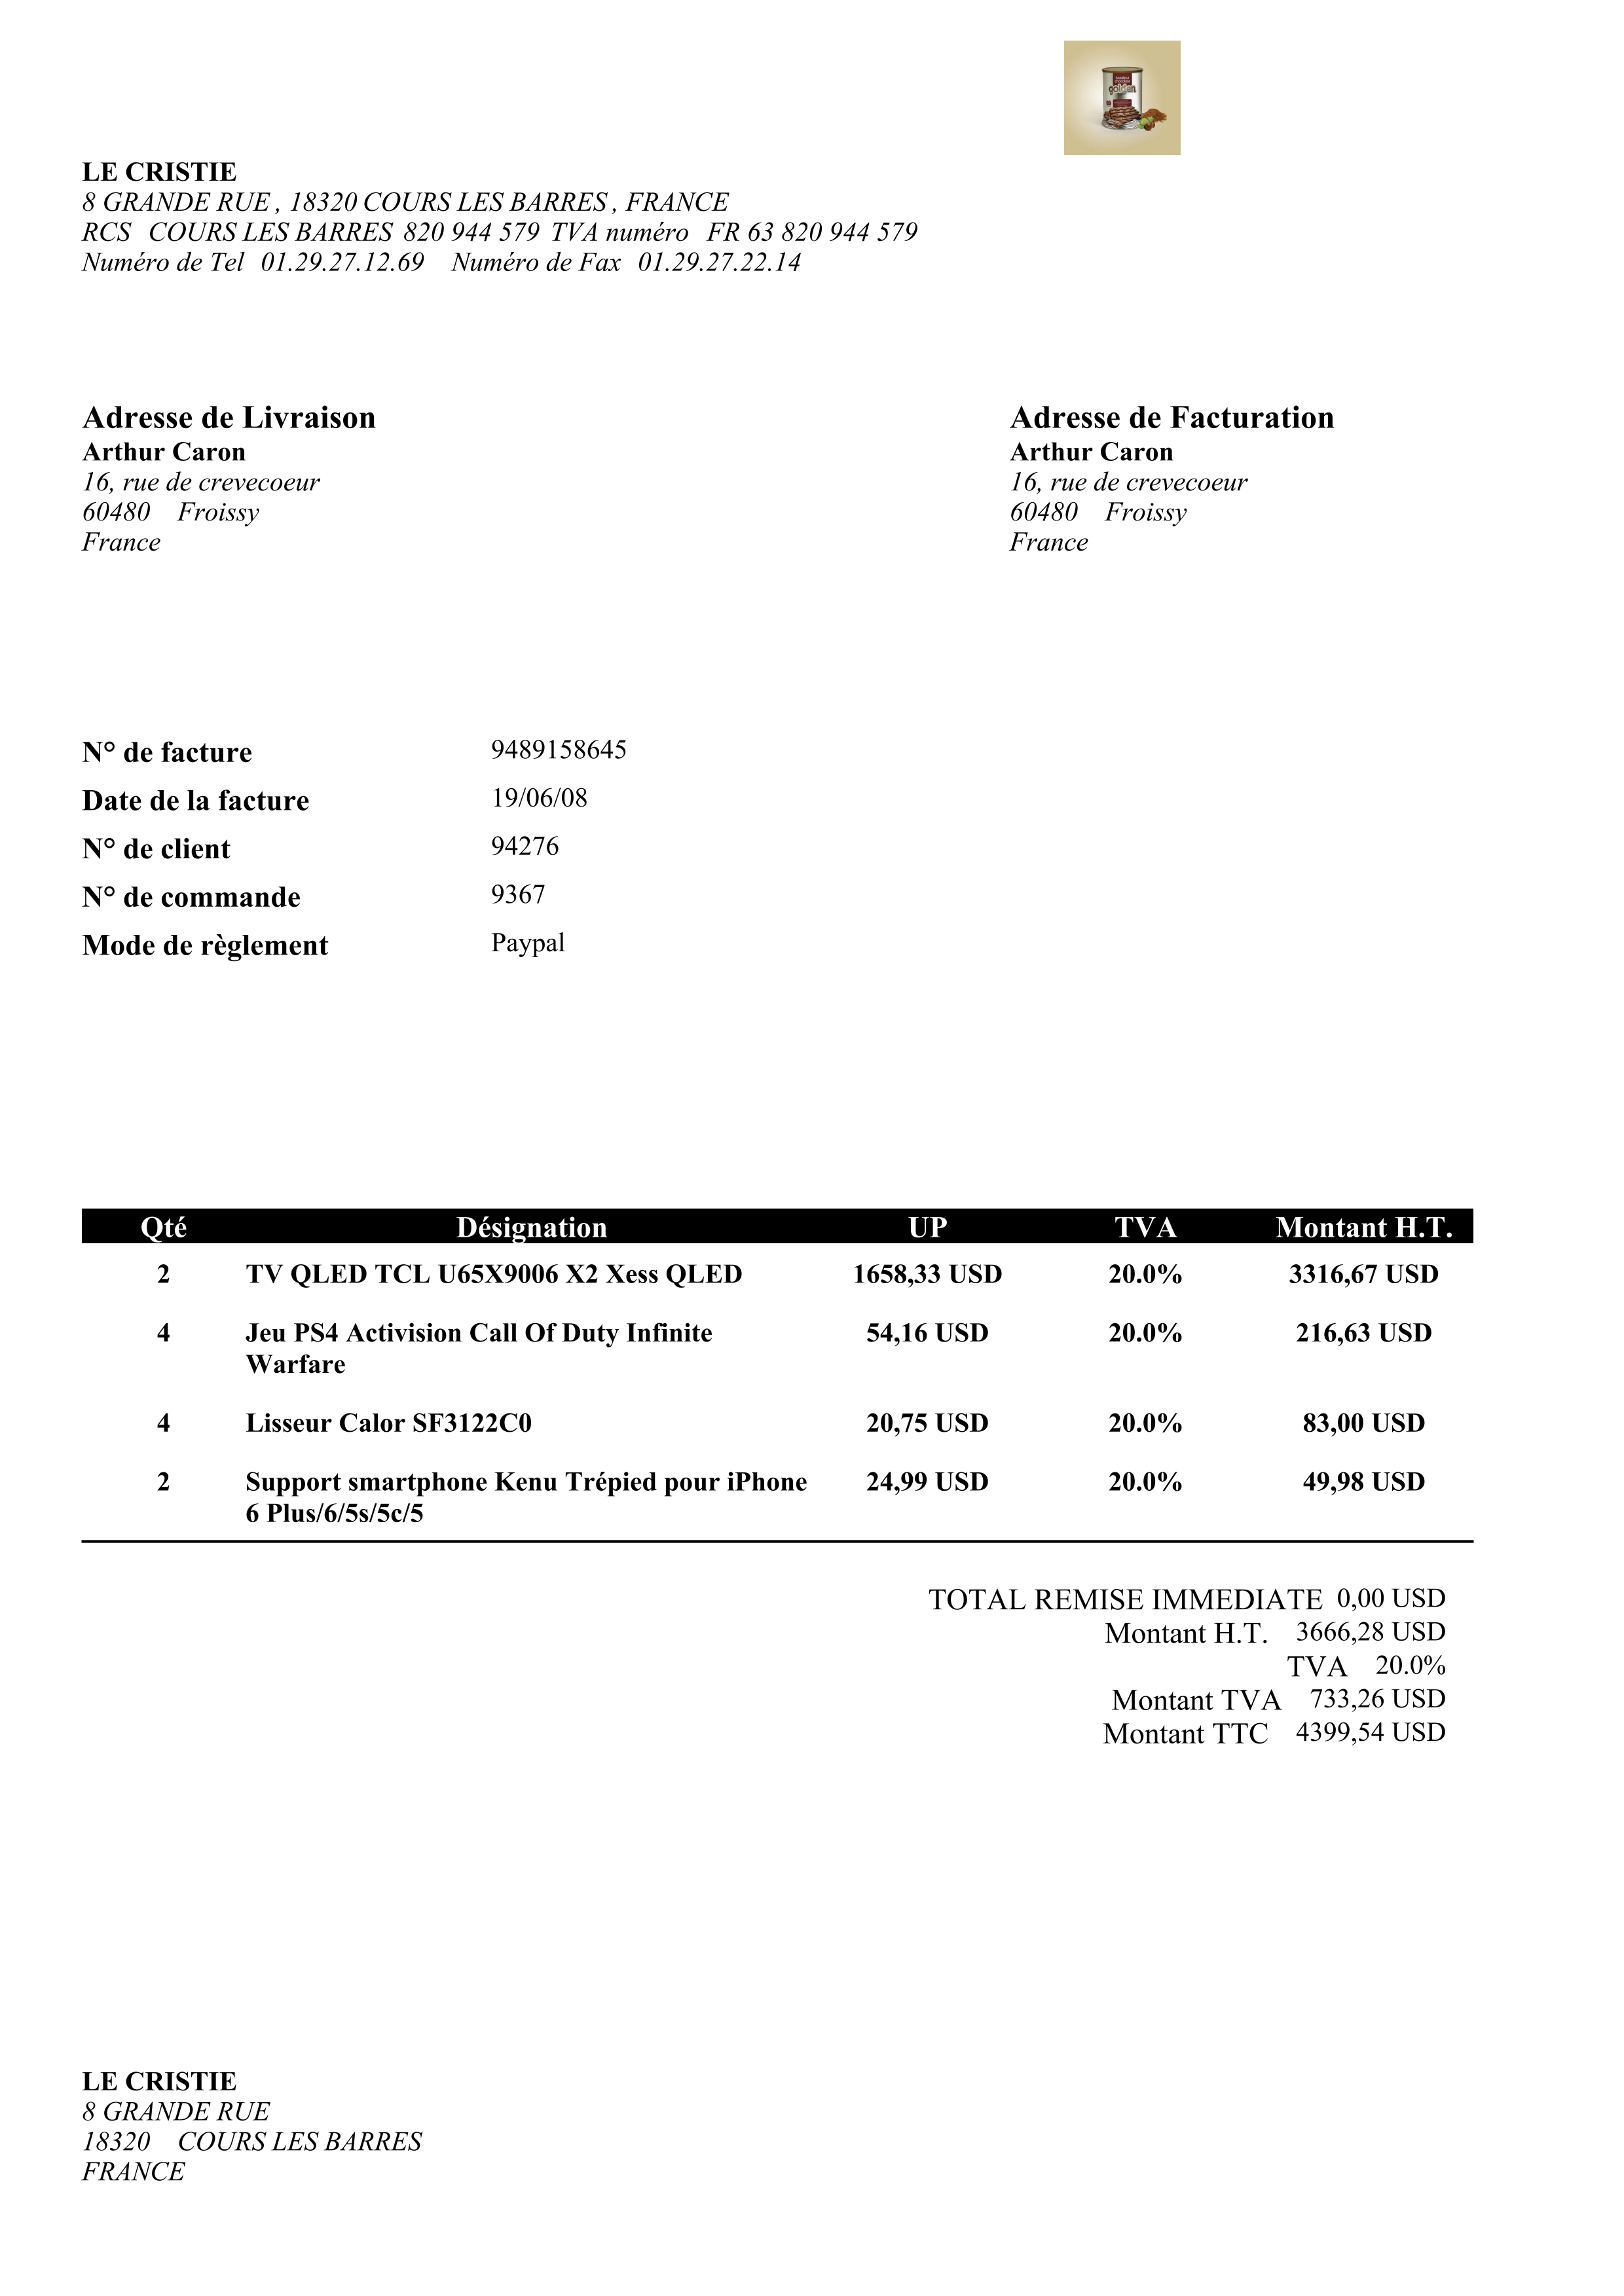 LE CRISTIE
8 GRANDE RUE , 18320 COURS LES BARRES , FRANCE
RCS COURS LES BARRES 820 944 579 TVA numéro FR 63 820 944 579
Numéro de Tel 01.29.27.12.69 Numéro de Fax 01.29.27.22.14
Adresse de Livraison
Arthur Caron
16, rue de crevecoeur
60480 Froissy
France
Adresse de Facturation
Arthur Caron
16, rue de crevecoeur
60480 Froissy
France
N° de facture 9489158645
Date de la facture 19/06/08
N° de client 94276
N° de commande 9367
Mode de règlement Paypal
Qté Désignation UP TVA Montant H.T.
2 TV QLED TCL U65X9006 X2 Xess QLED 1658,33 USD 20.0% 3316,67 USD
4 Jeu PS4 Activision Call Of Duty Infinite 54,16 USD 20.0% 216,63 USD
Warfare
4 Lisseur Calor SF3122C0 20,75 USD 20.0% 83,00 USD
2 Support smartphone Kenu Trépied pour iPhone 24,99 USD 20.0% 49,98 USD
6 Plus/6/5s/5c/5
TOTAL REMISE IMMEDIATE 0,00 USD
Montant H.T. 3666,28 USD
TVA 20.0%
Montant TVA 733,26 USD
Montant TTC 4399,54 USD
LE CRISTIE
8 GRANDE RUE
18320 COURS LES BARRES
FRANCE